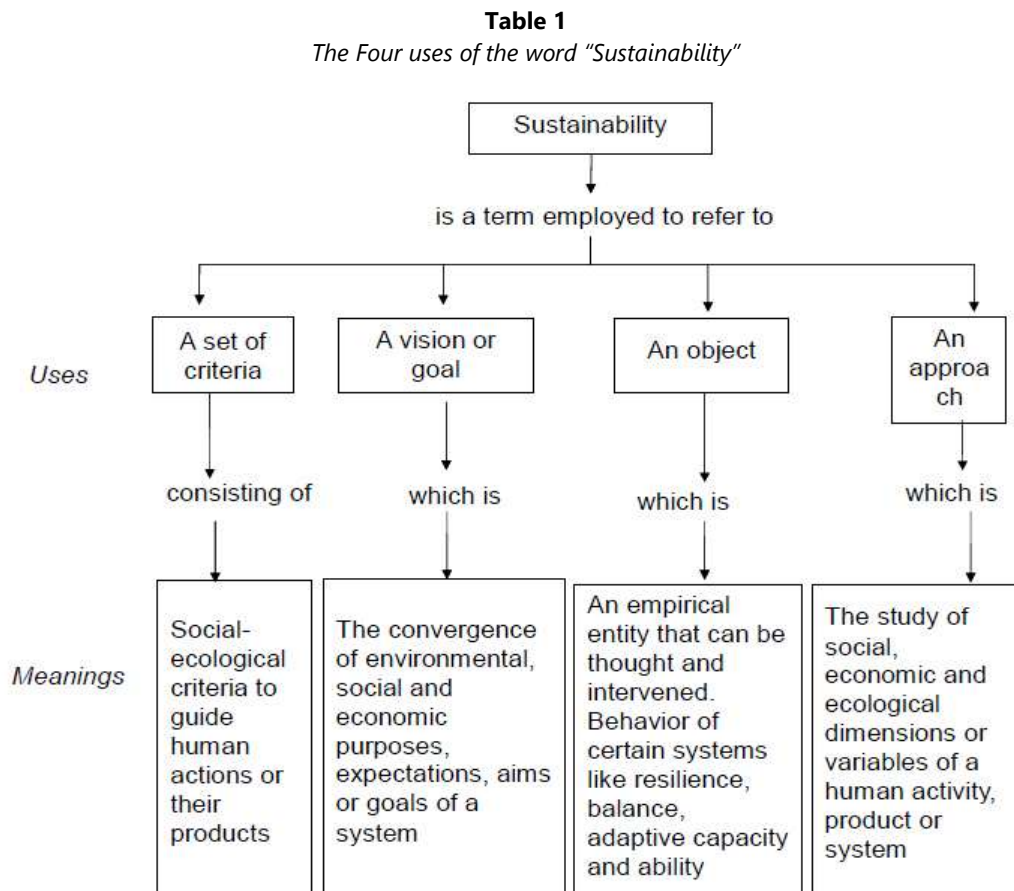 Table 1
The Four uses of the word “Sustainability”
Sustainability
is a term employed to refer to
Uses
A set of
criteria
A vision or
goal
An object
An
approa
ch
consisting of
which is
which is
which is
Meanings
Social-
ecological
criteria to
guide
human
actions or
their
products
The convergence
of environmental,
social and
economic
purposes,
expectations, aims
or goals of a
system
An empirical
entity that can be
thought and
intervened.
Behavior of
certain systems
like resilience,
balance,
adaptive capacity
and ability
The study of
social,
economic and
ecological
dimensions or
variables of a
human activity,
product or
system